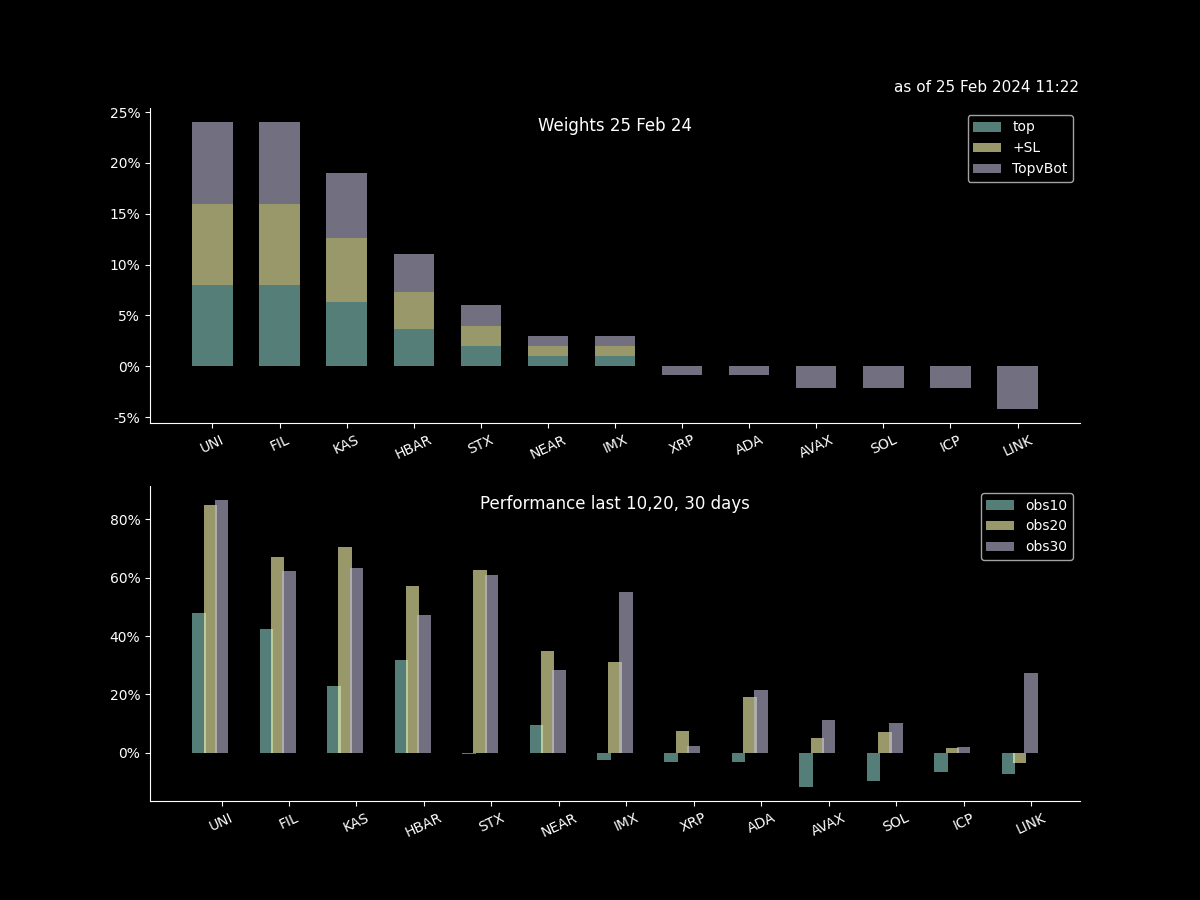 as of 25 Feb 2024 11:22
Weights 25 Feb 24
top
+SL
TopvBot
25%
20%
15%
10%
5%
0%
-5%
UNI FIL KAS HBAR STX NEAR IMX XRP ADA AVAX SOL ICP LINK
Performance last 10,20, 30 days
obs10
obs20
obs30
80%
60%
40%
20%
0%
UNI FIL KAS HBAR STX NEAR IMX XRP ADA AVAX SOL ICP LINK